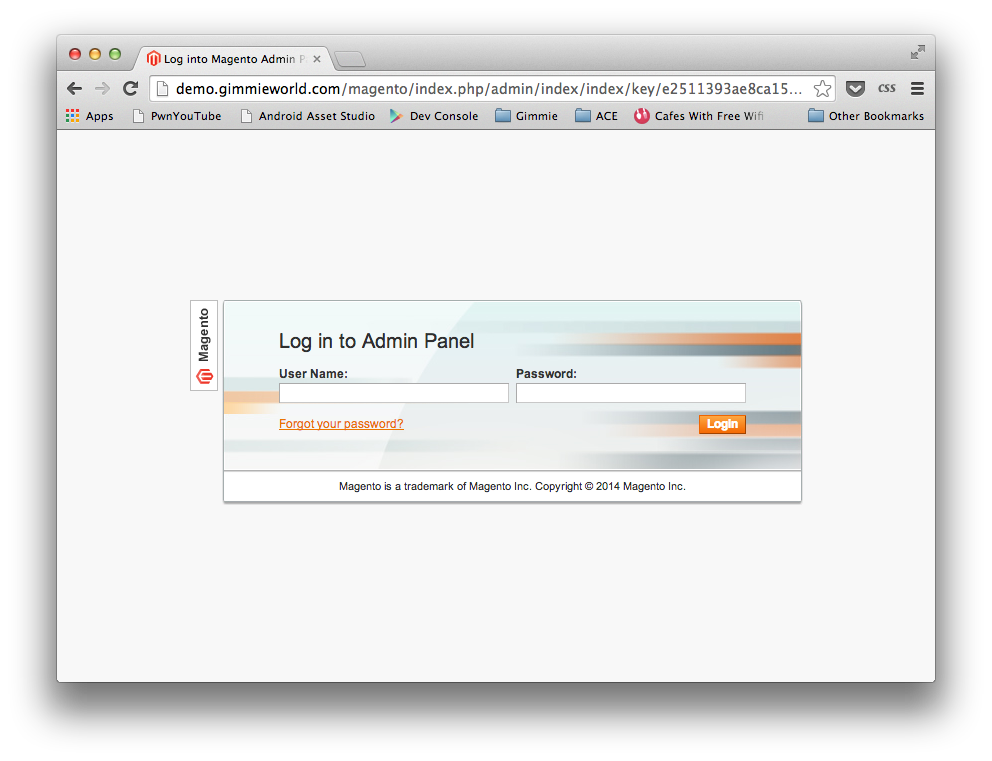 Log into Magento Admin P
demo.gimmieworld.com/magento/index.php/admin/index/index/key/e2511393ae8ca15...
CSS
Apps
PwnYouTube
Android Asset Studio
Dev Console
Gimmie
ACE
Cafes With Free Wifi
Other Bookmarks
Magento
Log in to Admin Panel
User Name:
Password:
Forgot your password?
Login
Magento is a trademark of Magento Inc. Copyright © 2014 Magento Inc.